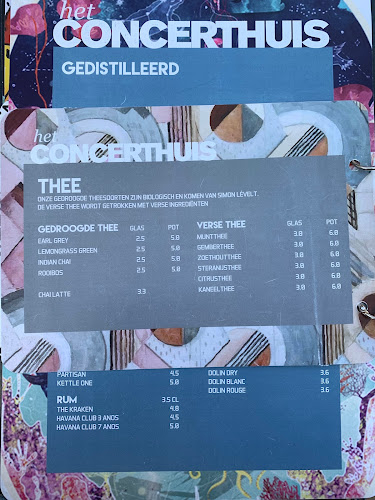 het
CONCERTHUIS
GEDISTILLEERD
het
CONCERTHUIS
THEE
ONZE GEDROOGDE THEESOORTEN ZIJN BIOLOGISCH EN KOMEN VAN SIMON LÉVELT.
DE VERSE THEE WORDT GETROKKEN MET VERSE INGREDIËNTEN
GEDROOGDE THEE GLAS POT
EARL GREY 2.5 5.0
LEMONGRASS GREEN 2.5 5.0
INDIAN CHAI 2.5 5.0
ROOIBOS 2.5 5.0
CHAI LATTE 3.3
VERSE THEE GLAS POT
MUNTTHEE 3.0 6.0
GEMBERTHEE 3.0 6.0
ZOETHOUTTHEE 3.0 6.0
STERANIJSTHEE 3.0 6.0
CITRUSTHEE 3.0 6.0
KANEELTHEE 3.0 6.0
PARTISAN 4.5
KETTLE ONE 5.0
RUM 3.5 CL
THE KRAKEN 4.8
HAVANA CLUB 3 ANOS 4.5
HAVANA CLUB 7 ANOS 5.0
DOLIN DRY 3.6
DOLIN BLANC 3.6
DOLIN ROUGE 3.6